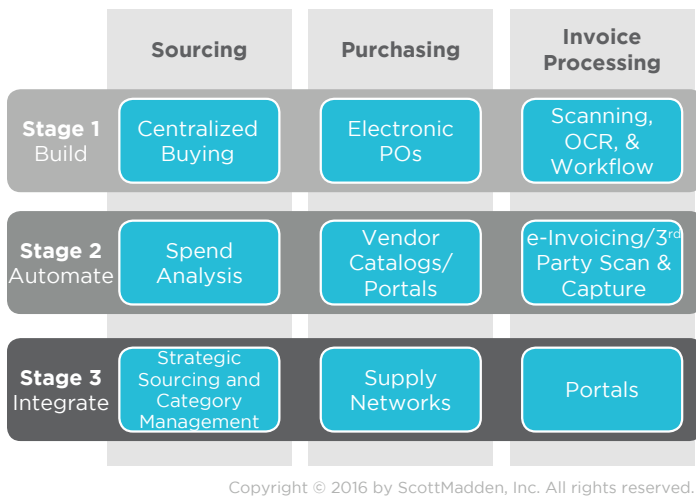 Sourcing
Purchasing
Invoice
Processing
Stage 1
Build
Centralized
Buying
Electronic
POs
Scanning,
OCR, &
Workflow
Stage 2
Automate
Spend
Analysis
Vendor
Catalogs/
Portals
e-Invoicing/3rd
Party Scan &
Capture
Stage 3
Integrate
Strategic
Sourcing and
Category
Management
Supply
Networks
Portals
Copyright © 2016 by ScottMadden, Inc. All rights reserved.